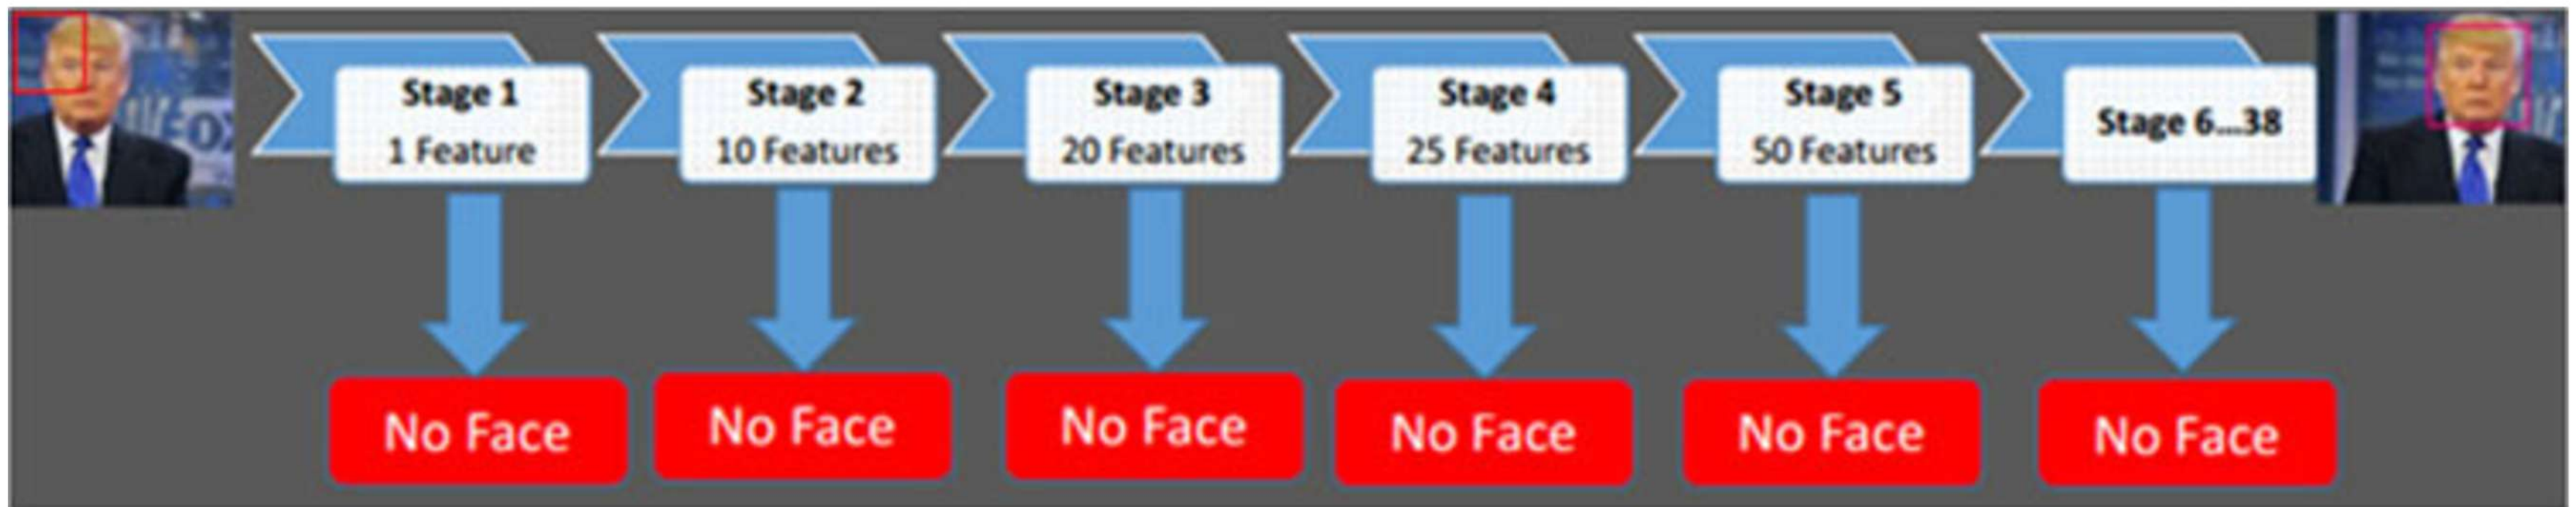 Stage 1
1 Feature
Stage 2
10 Features
Stage 3
20 Features
Stage 4
25 Features
Stage 5
50 Features
Stage 6...38
No Face
No Face
No Face
No Face
No Face
No Face